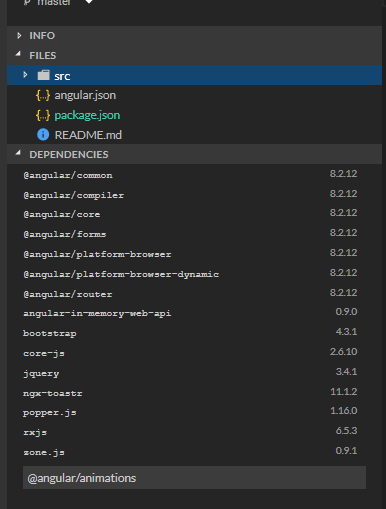 master
INFO
FILES
src
{..} angular.json
{..} package.json
README.md
DEPENDENCIES
@angular/common 8.2.12
@angular/compiler 8.2.12
@angular/core 8.2.12
@angular/forms 8.2.12
@angular/platform-browser 8.2.12
@angular/platform-browser-dynamic 8.2.12
@angular/router 8.2.12
angular-in-memory-web-api 0.9.0
bootstrap 4.3.1
core-js 2.6.10
jquery 3.4.1
ngx-toastr 11.1.2
popper.js 1.16.0
rxjs 6.5.3
zone.js 0.9.1
@angular/animations